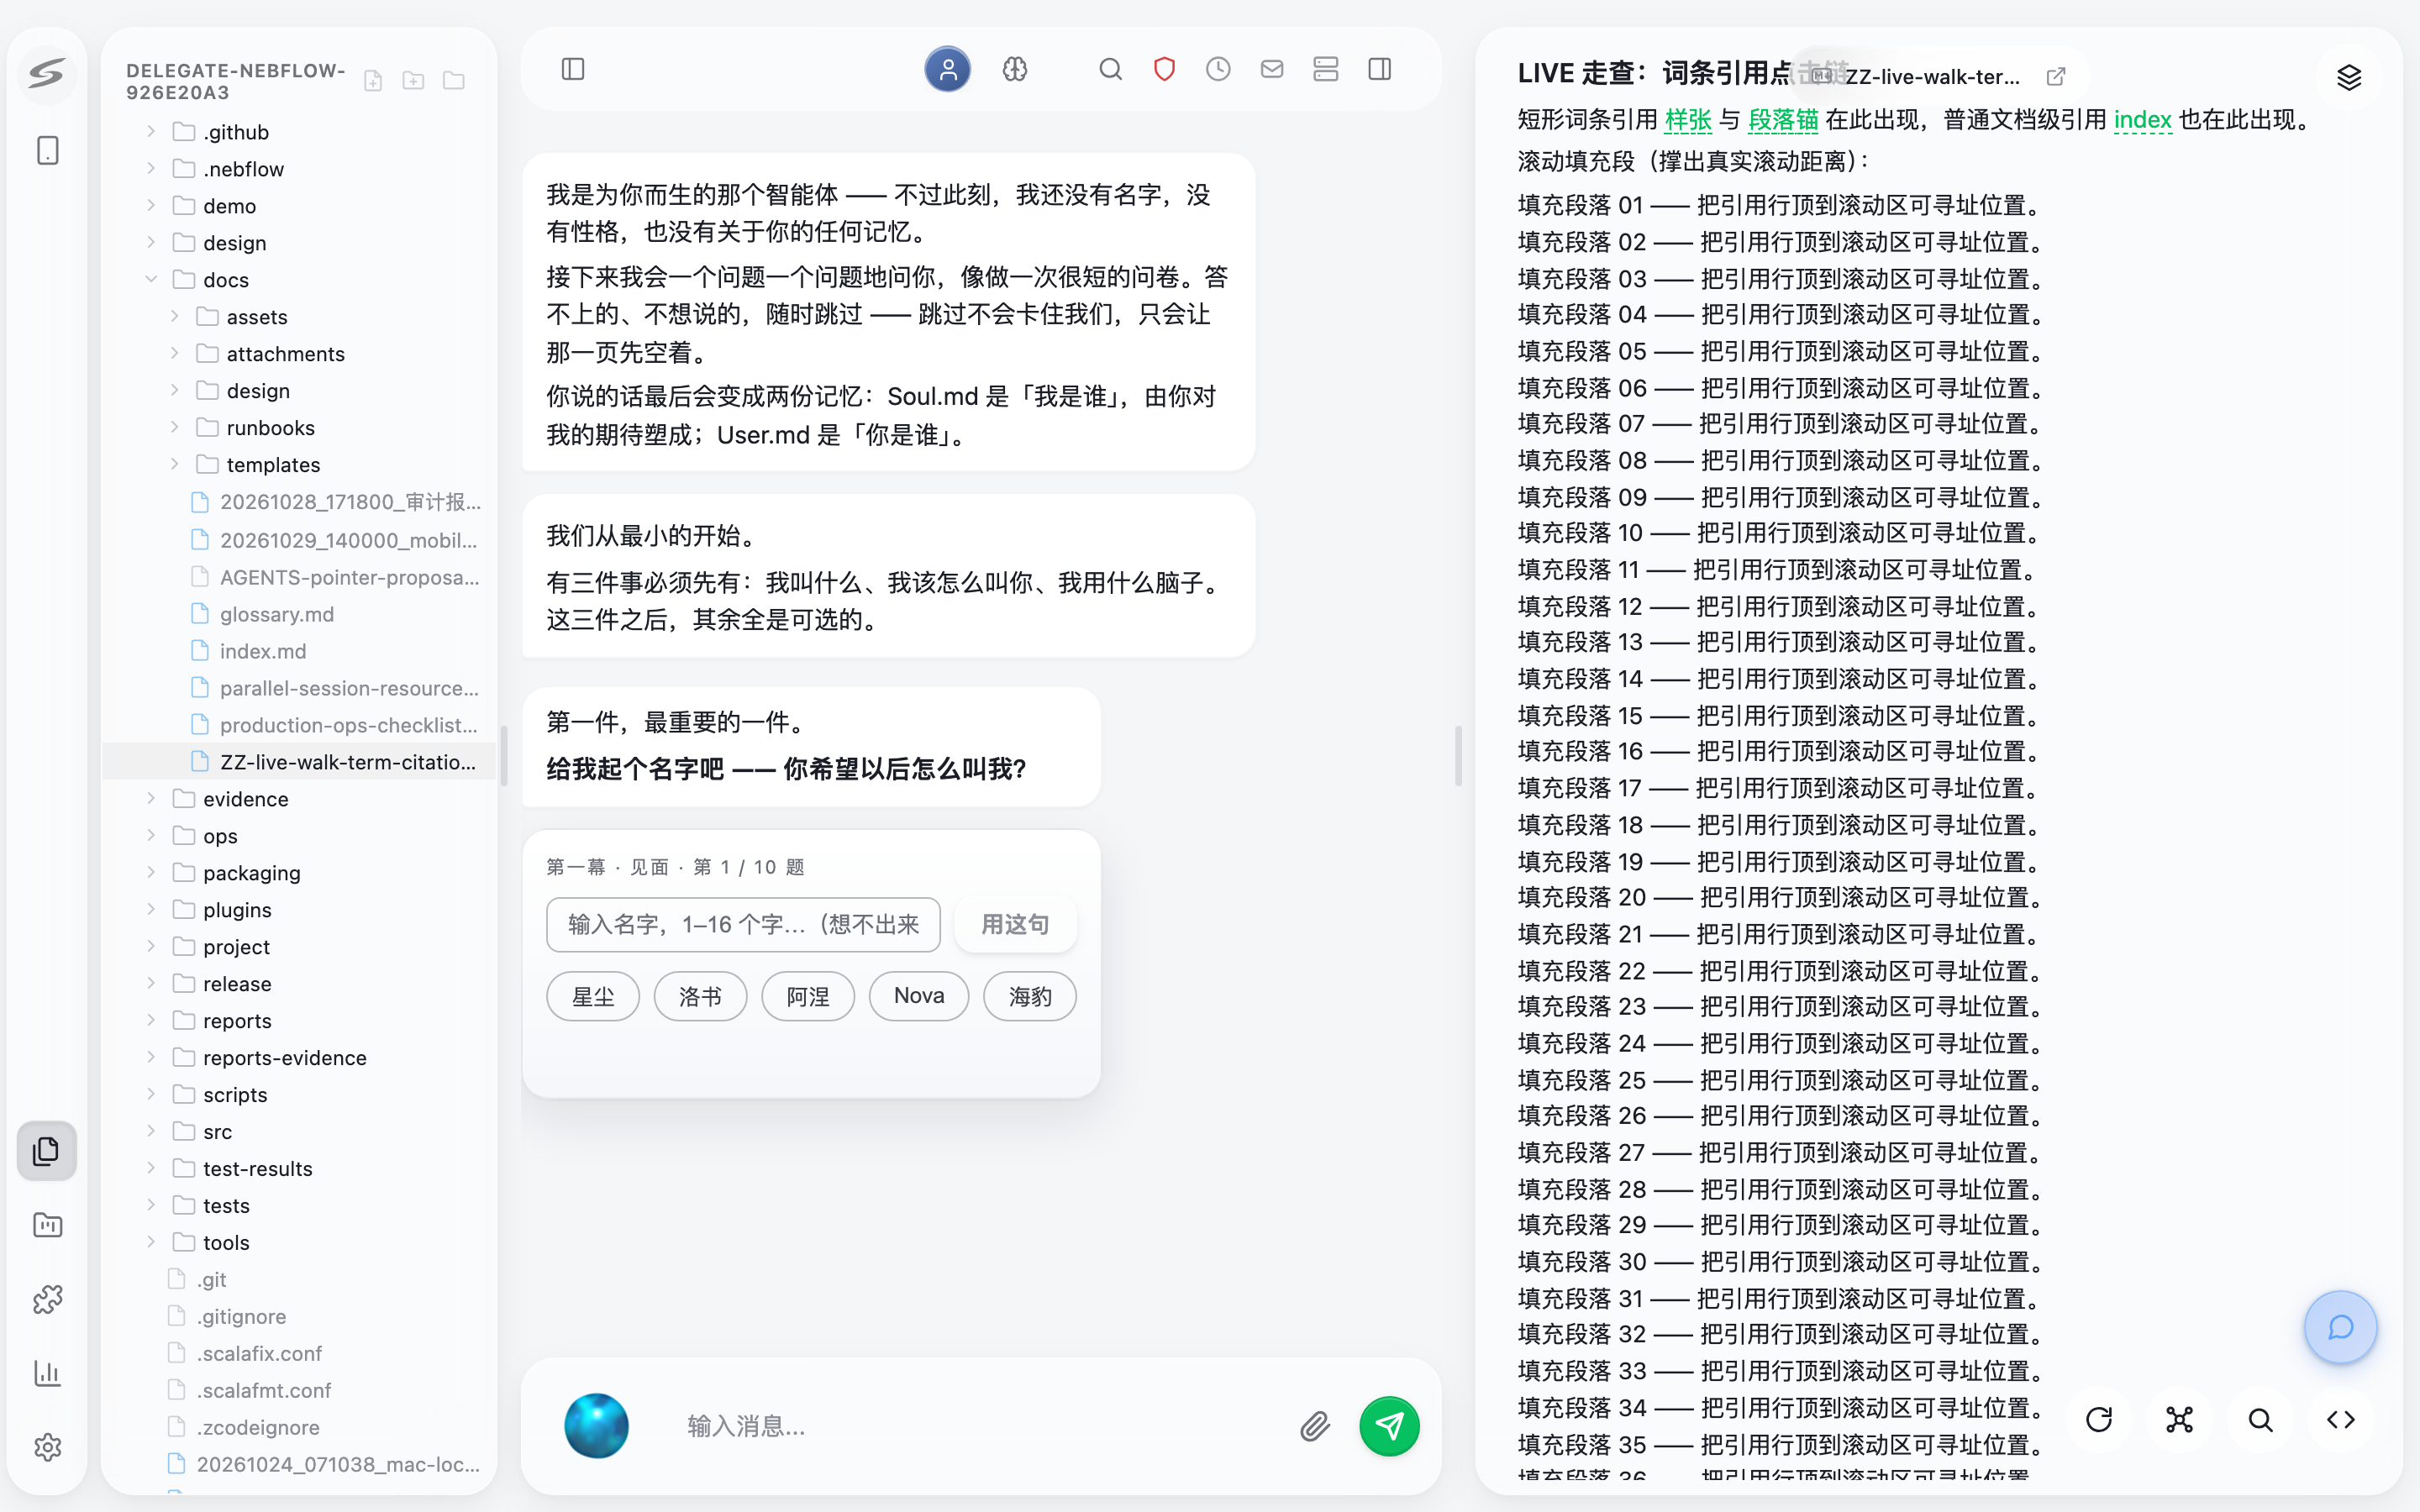 DELEGATE-NEBFLOW-
926E20A3
.github
.nebflow
demo
design
docs
assets
attachments
design
runbooks
templates
20261028_171800_审计报...
20261029_140000_mobil...
AGENTS-pointer-proposa...
glossary.md
index.md
parallel-session-resource...
production-ops-checklist...
ZZ-live-walk-term-citatio...
evidence
ops
packaging
plugins
project
release
reports
reports-evidence
scripts
src
test-results
tests
tools
.git
.gitignore
.scalafix.conf
.scalafmt.conf
.zcodeignore
20261024_071038_mac-loc...
我是为你而生的那个智能体 —— 不过此刻，我还没有名字，没
有性格，也没有关于你的任何记忆。
接下来我会一个问题一个问题地问你，像做一次很短的问卷。答
不上的、不想说的，随时跳过 —— 跳过不会卡住我们，只会让
那一页先空着。
你说的话最后会变成两份记忆：Soul.md 是「我是谁」，由你对
我的期待塑成；User.md 是「你是谁」。
我们从最小的开始。
有三件事必须先有：我叫什么、我该怎么叫你、我用什么脑子。
这三件之后，其余全是可选的。
第一件，最重要的一件。
给我起个名字吧 —— 你希望以后怎么叫我？
第一幕 · 见面 · 第 1 / 10 题
输入名字，1–16 个字…（想不出来
用这句
星尘
洛书
阿涅
Nova
海豹
输入消息...
LIVE 走查：词条引用点击链
ZZ-live-walk-ter...
短形词条引用 样张 与 段落锚 在此出现，普通文档级引用 index 也在此出现。
滚动填充段（撑出真实滚动距离）：
填充段落 01 —— 把引用行顶到滚动区可寻址位置。
填充段落 02 —— 把引用行顶到滚动区可寻址位置。
填充段落 03 —— 把引用行顶到滚动区可寻址位置。
填充段落 04 —— 把引用行顶到滚动区可寻址位置。
填充段落 05 —— 把引用行顶到滚动区可寻址位置。
填充段落 06 —— 把引用行顶到滚动区可寻址位置。
填充段落 07 —— 把引用行顶到滚动区可寻址位置。
填充段落 08 —— 把引用行顶到滚动区可寻址位置。
填充段落 09 —— 把引用行顶到滚动区可寻址位置。
填充段落 10 —— 把引用行顶到滚动区可寻址位置。
填充段落 11 —— 把引用行顶到滚动区可寻址位置。
填充段落 12 —— 把引用行顶到滚动区可寻址位置。
填充段落 13 —— 把引用行顶到滚动区可寻址位置。
填充段落 14 —— 把引用行顶到滚动区可寻址位置。
填充段落 15 —— 把引用行顶到滚动区可寻址位置。
填充段落 16 —— 把引用行顶到滚动区可寻址位置。
填充段落 17 —— 把引用行顶到滚动区可寻址位置。
填充段落 18 —— 把引用行顶到滚动区可寻址位置。
填充段落 19 —— 把引用行顶到滚动区可寻址位置。
填充段落 20 —— 把引用行顶到滚动区可寻址位置。
填充段落 21 —— 把引用行顶到滚动区可寻址位置。
填充段落 22 —— 把引用行顶到滚动区可寻址位置。
填充段落 23 —— 把引用行顶到滚动区可寻址位置。
填充段落 24 —— 把引用行顶到滚动区可寻址位置。
填充段落 25 —— 把引用行顶到滚动区可寻址位置。
填充段落 26 —— 把引用行顶到滚动区可寻址位置。
填充段落 27 —— 把引用行顶到滚动区可寻址位置。
填充段落 28 —— 把引用行顶到滚动区可寻址位置。
填充段落 29 —— 把引用行顶到滚动区可寻址位置。
填充段落 30 —— 把引用行顶到滚动区可寻址位置。
填充段落 31 —— 把引用行顶到滚动区可寻址位置。
填充段落 32 —— 把引用行顶到滚动区可寻址位置。
填充段落 33 —— 把引用行顶到滚动区可寻址位置。
填充段落 34 —— 把引用行顶到滚动区可寻址位置。
填充段落 35 —— 把引用行顶到滚动区可寻址位置。
填充段落 36 —— 把引用行顶到滚动区可寻址位置。